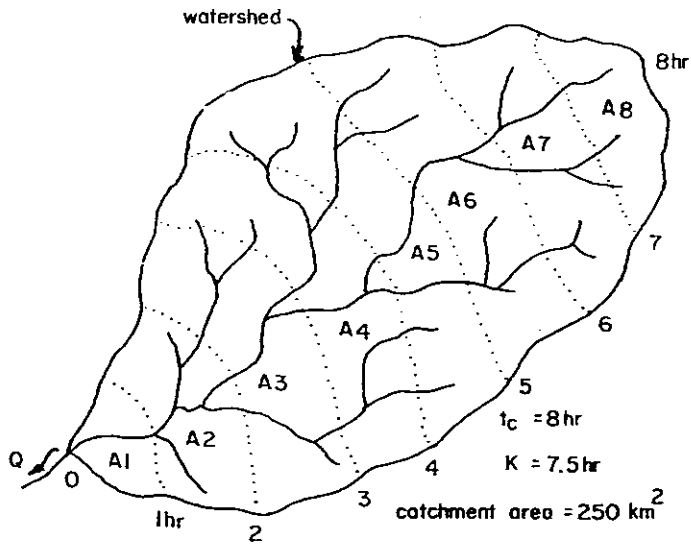 watershed
8hr
A8
A7
A6
7
A5
6
A4
A3
5
t_c = 8hr
A2
4
K = 7.5hr
Q
A1
0
3
catchment area = 250 km²
1hr
2